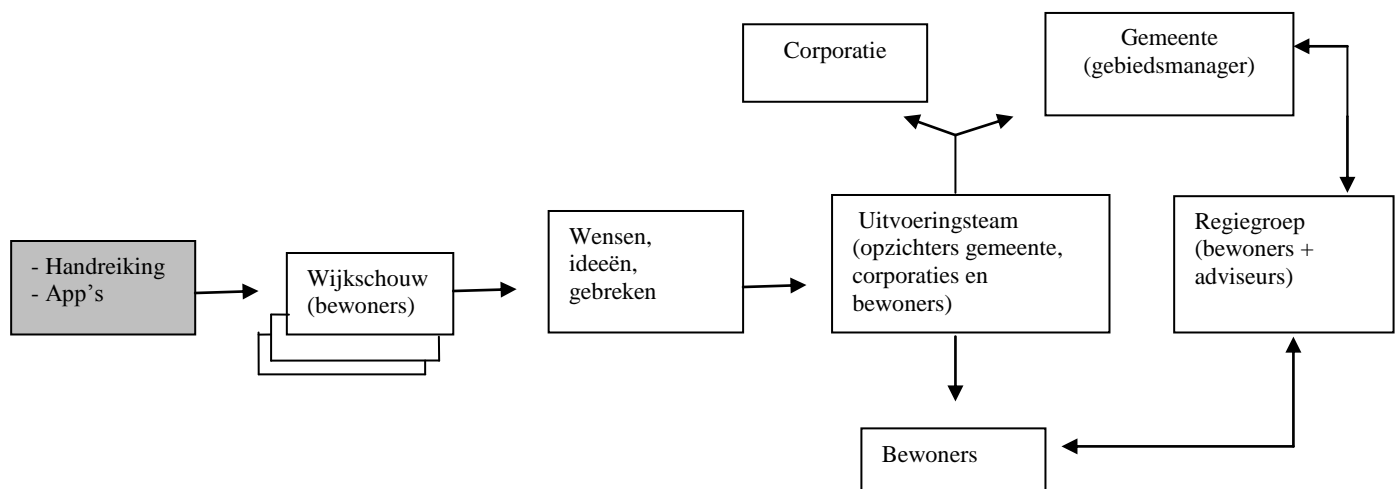 Corporatie
Gemeente
(gebiedsmanager)
- Handreiking
- App’s
Wijkschouw
(bewoners)
Wensen,
ideeën,
gebreken
Uitvoeringsteam
(opzichters gemeente,
corporaties en
bewoners)
Regiegroep
(bewoners +
adviseurs)
Bewoners